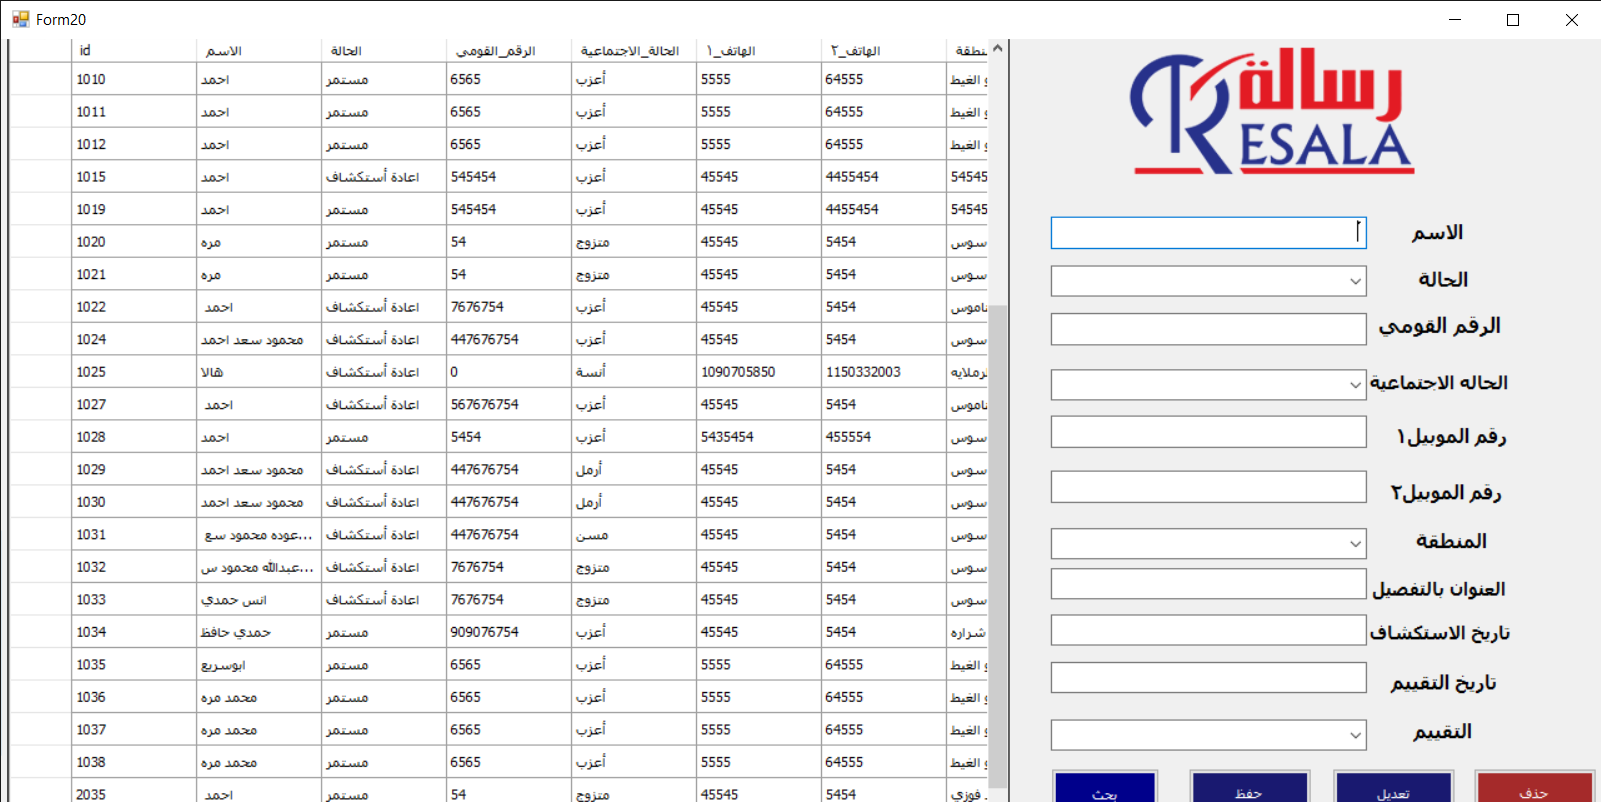 Form20
id الاسم الحالة الرقم_القومي الحالة_الاجتماعية الهاتف_١ الهاتف_٢
1010 احمد مستمر 6565 أعزب 5555 64555 و الغيط
1011 احمد مستمر 6565 أعزب 5555 64555 و الغيط
1012 احمد مستمر 6565 أعزب 5555 64555 و الغيط
1015 احمد اعادة أستكشاف 545454 أعزب 45545 4455454 54545
1019 احمد مستمر 545454 أعزب 45545 4455454 54545
1020 مره مستمر 54 متزوج 45545 5454 سوس
1021 مره مستمر 54 متزوج 45545 5454 سوس
1022 احمد اعادة أستكشاف 7676754 أعزب 45545 5454 ناموس
1024 محمود سعد احمد اعادة أستكشاف 447676754 أعزب 45545 5454 سوس
1025 هالا اعادة أستكشاف 0 أنسة 1090705850 1150332003 لرملايه
1027 احمد اعادة أستكشاف 567676754 أعزب 45545 5454 ناموس
1028 احمد مستمر 5454 أعزب 5435454 455554 سوس
1029 محمود سعد احمد اعادة أستكشاف 447676754 أرمل 45545 5454 سوس
1030 محمود سعد احمد اعادة أستكشاف 447676754 أرمل 45545 5454 سوس
1031 عوده محمود سع... اعادة أستكشاف 447676754 مسن 45545 5454 سوس
1032 عبدالله محمود س... اعادة أستكشاف 7676754 متزوج 45545 5454 سوس
1033 انس حمدي اعادة أستكشاف 7676754 متزوج 45545 5454 سوس
1034 حمدي حافظ مستمر 909076754 أعزب 45545 5454 شراره
1035 ابوسريع مستمر 6565 أعزب 5555 64555 و الغيط
1036 محمد مره مستمر 6565 أعزب 5555 64555 و الغيط
1037 محمد مره مستمر 6565 أعزب 5555 64555 و الغيط
1038 محمد مره مستمر 6565 أعزب 5555 64555 و الغيط
2035 احمد مستمر 54 متزوج 45545 5454 فوزي
رسالة
RESALA
الاسم
أ
الحالة
الرقم القومي
الحاله الاجتماعية
رقم الموبيل١
رقم الموبيل٢
المنطقة
العنوان بالتفصيل
تاريخ الاستكشاف
تاريخ التقييم
التقييم
حذف
تعديل
حفظ
بحث